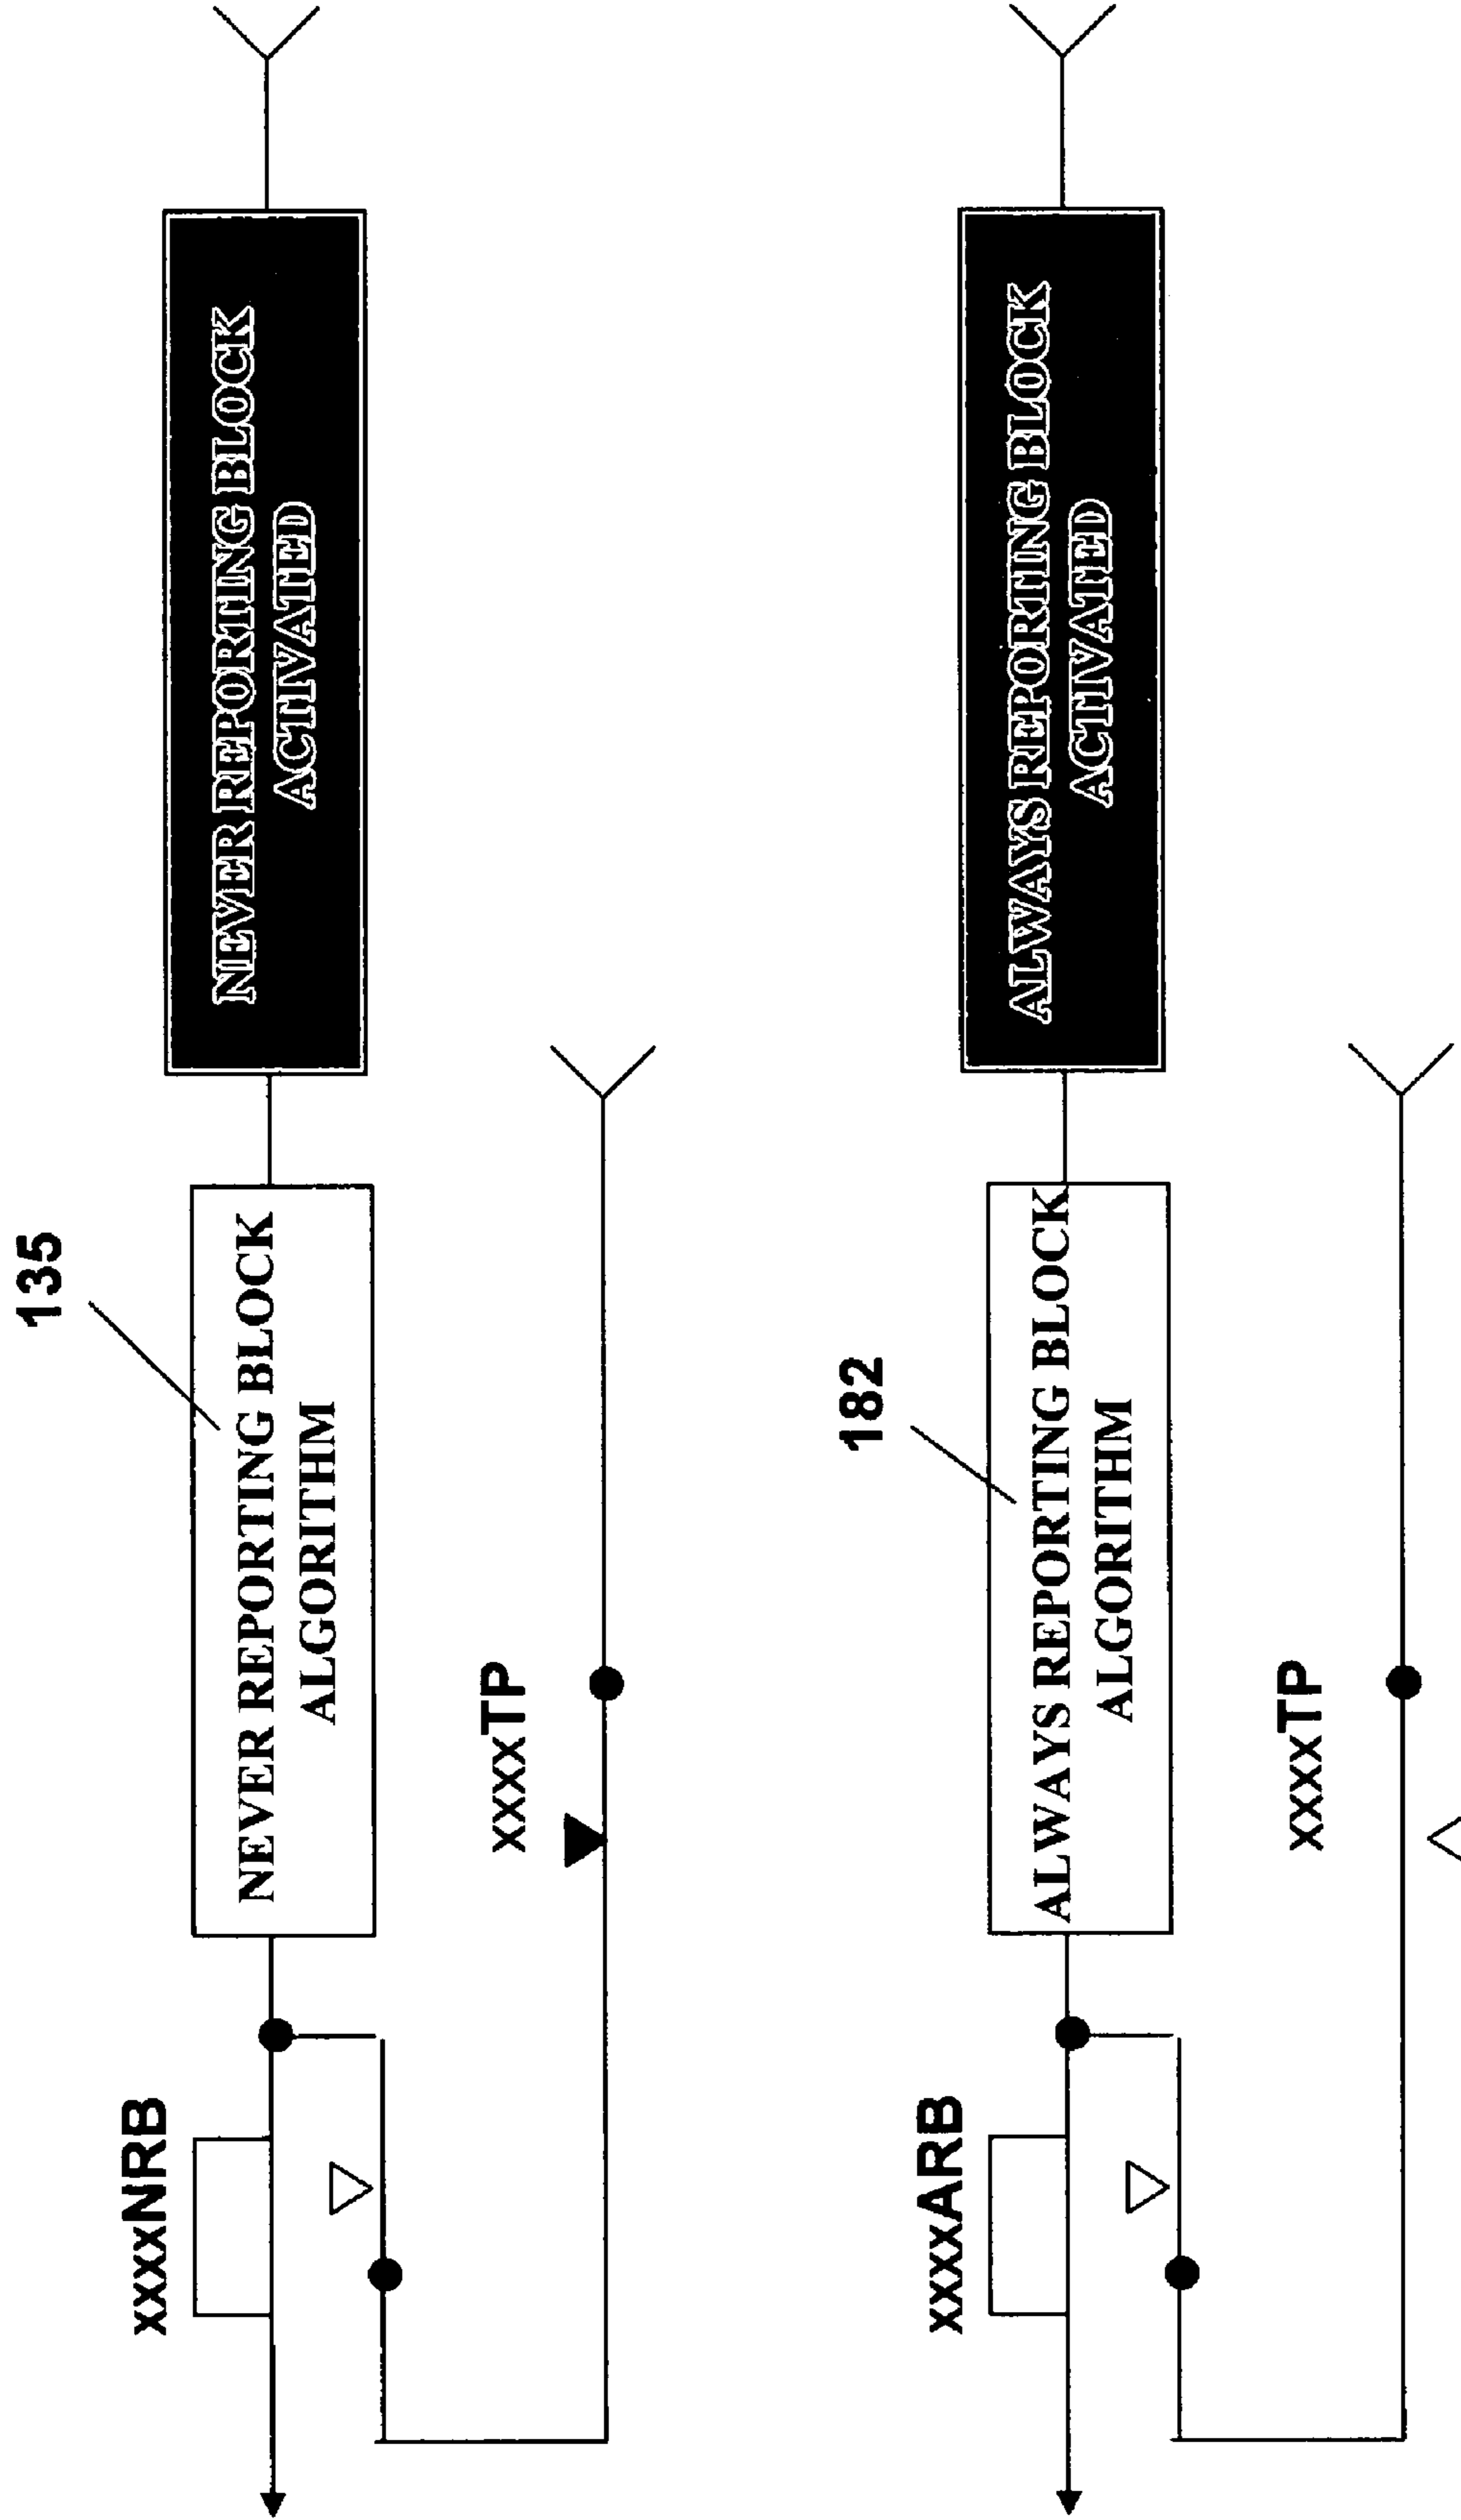 135
xxxxNRB
NEVER REPORTING BLOCK
ALGORITHM
NEVER REPORTING BLOCK
ACTIVATED
xxxxTP
182
xxxxARB
ALWAYS REPORTING BLOCK
ALGORITHM
ALWAYS REPORTING BLOCK
ACTIVATED
xxxxTP